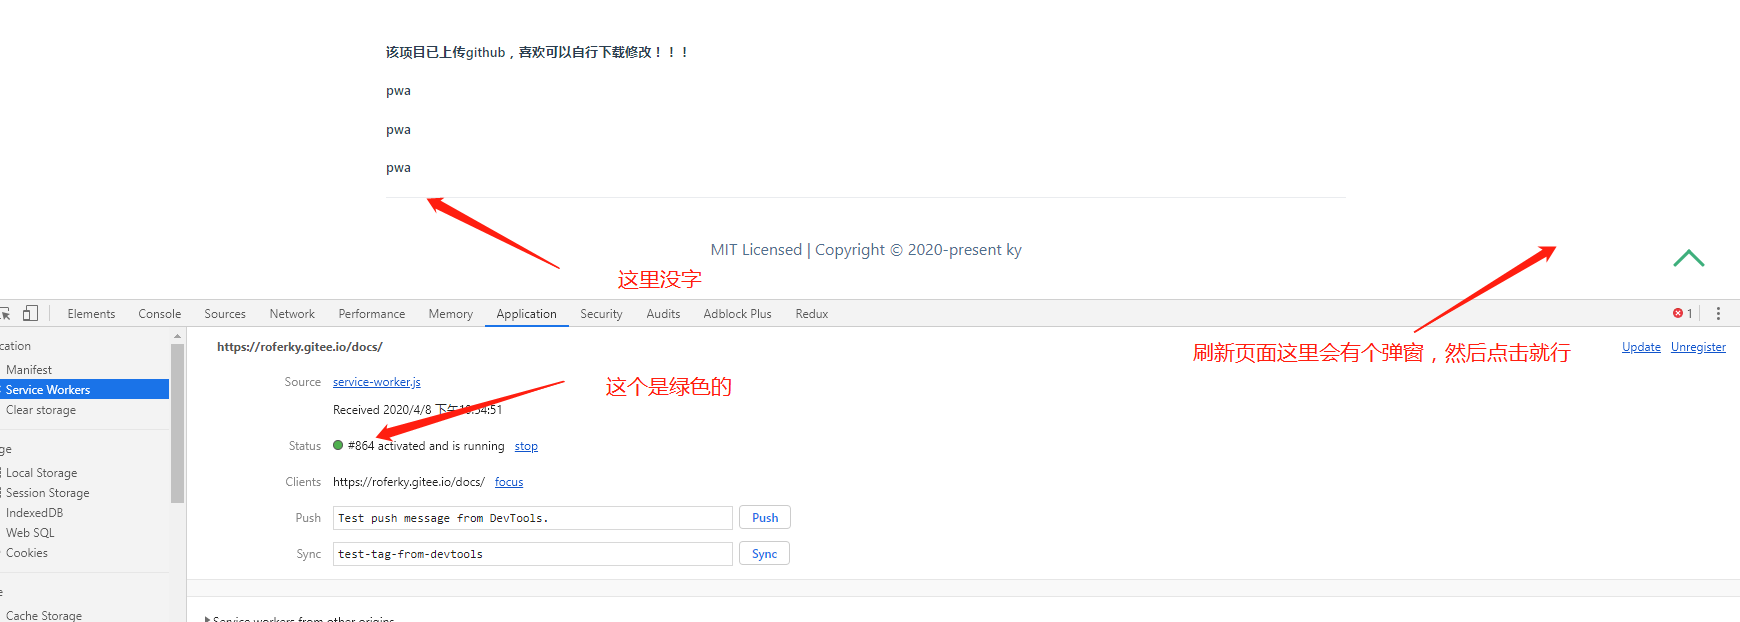 该项目已上传github，喜欢可以自行下载修改！！！
pwa
pwa
pwa
MIT Licensed | Copyright © 2020-present ky
这里没字
Elements Console Sources Network Performance Memory Application Security Audits Adblock Plus Redux 1
cation
https://roferky.gitee.io/docs/
刷新页面这里会有个弹窗，然后点击就行
Update Unregister
Manifest
Source service-worker.js
这个是绿色的
Service Workers
Clear storage
Received 2020/4/8 下午10:54:51
ge
Status #864 activated and is running stop
Local Storage
Clients https://roferky.gitee.io/docs/ focus
Session Storage
IndexedDB
Push Test push message from DevTools. Push
Web SQL
Cookies
Sync test-tag-from-devtools Sync
e
Cache Storage
Service workers from other origins